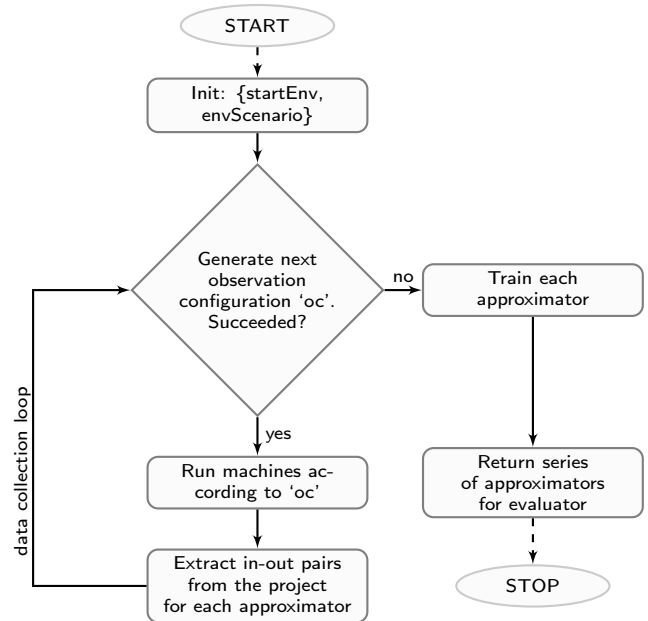 START
Init: {startEnv,
envScenario}
Generate next
observation
configuration ‘oc’.
Succeeded?
no
Train each
approximator
yes
data collection loop
Run machines ac-
cording to ‘oc’
Return series
of approximators
for evaluator
Extract in-out pairs
from the project
for each approximator
STOP